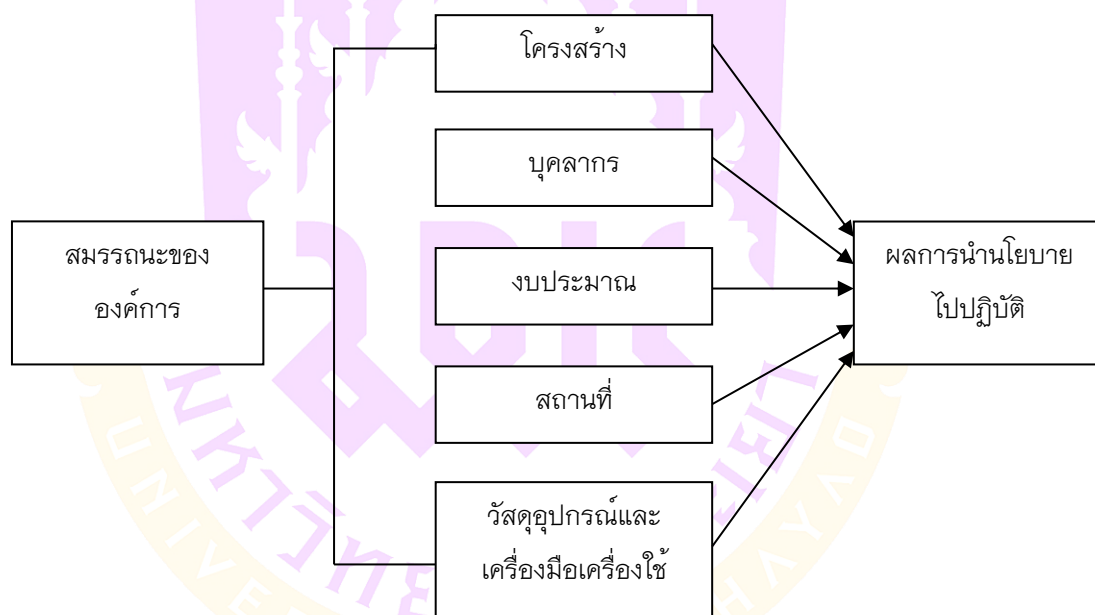 โครงสร้าง
บุคลากร
สมรรถนะของ
องค์การ
งบประมาณ
ผลการนำนโยบาย
ไปปฏิบัติ
สถานที่
วัสดุอุปกรณ์และ
เครื่องมือเครื่องใช้